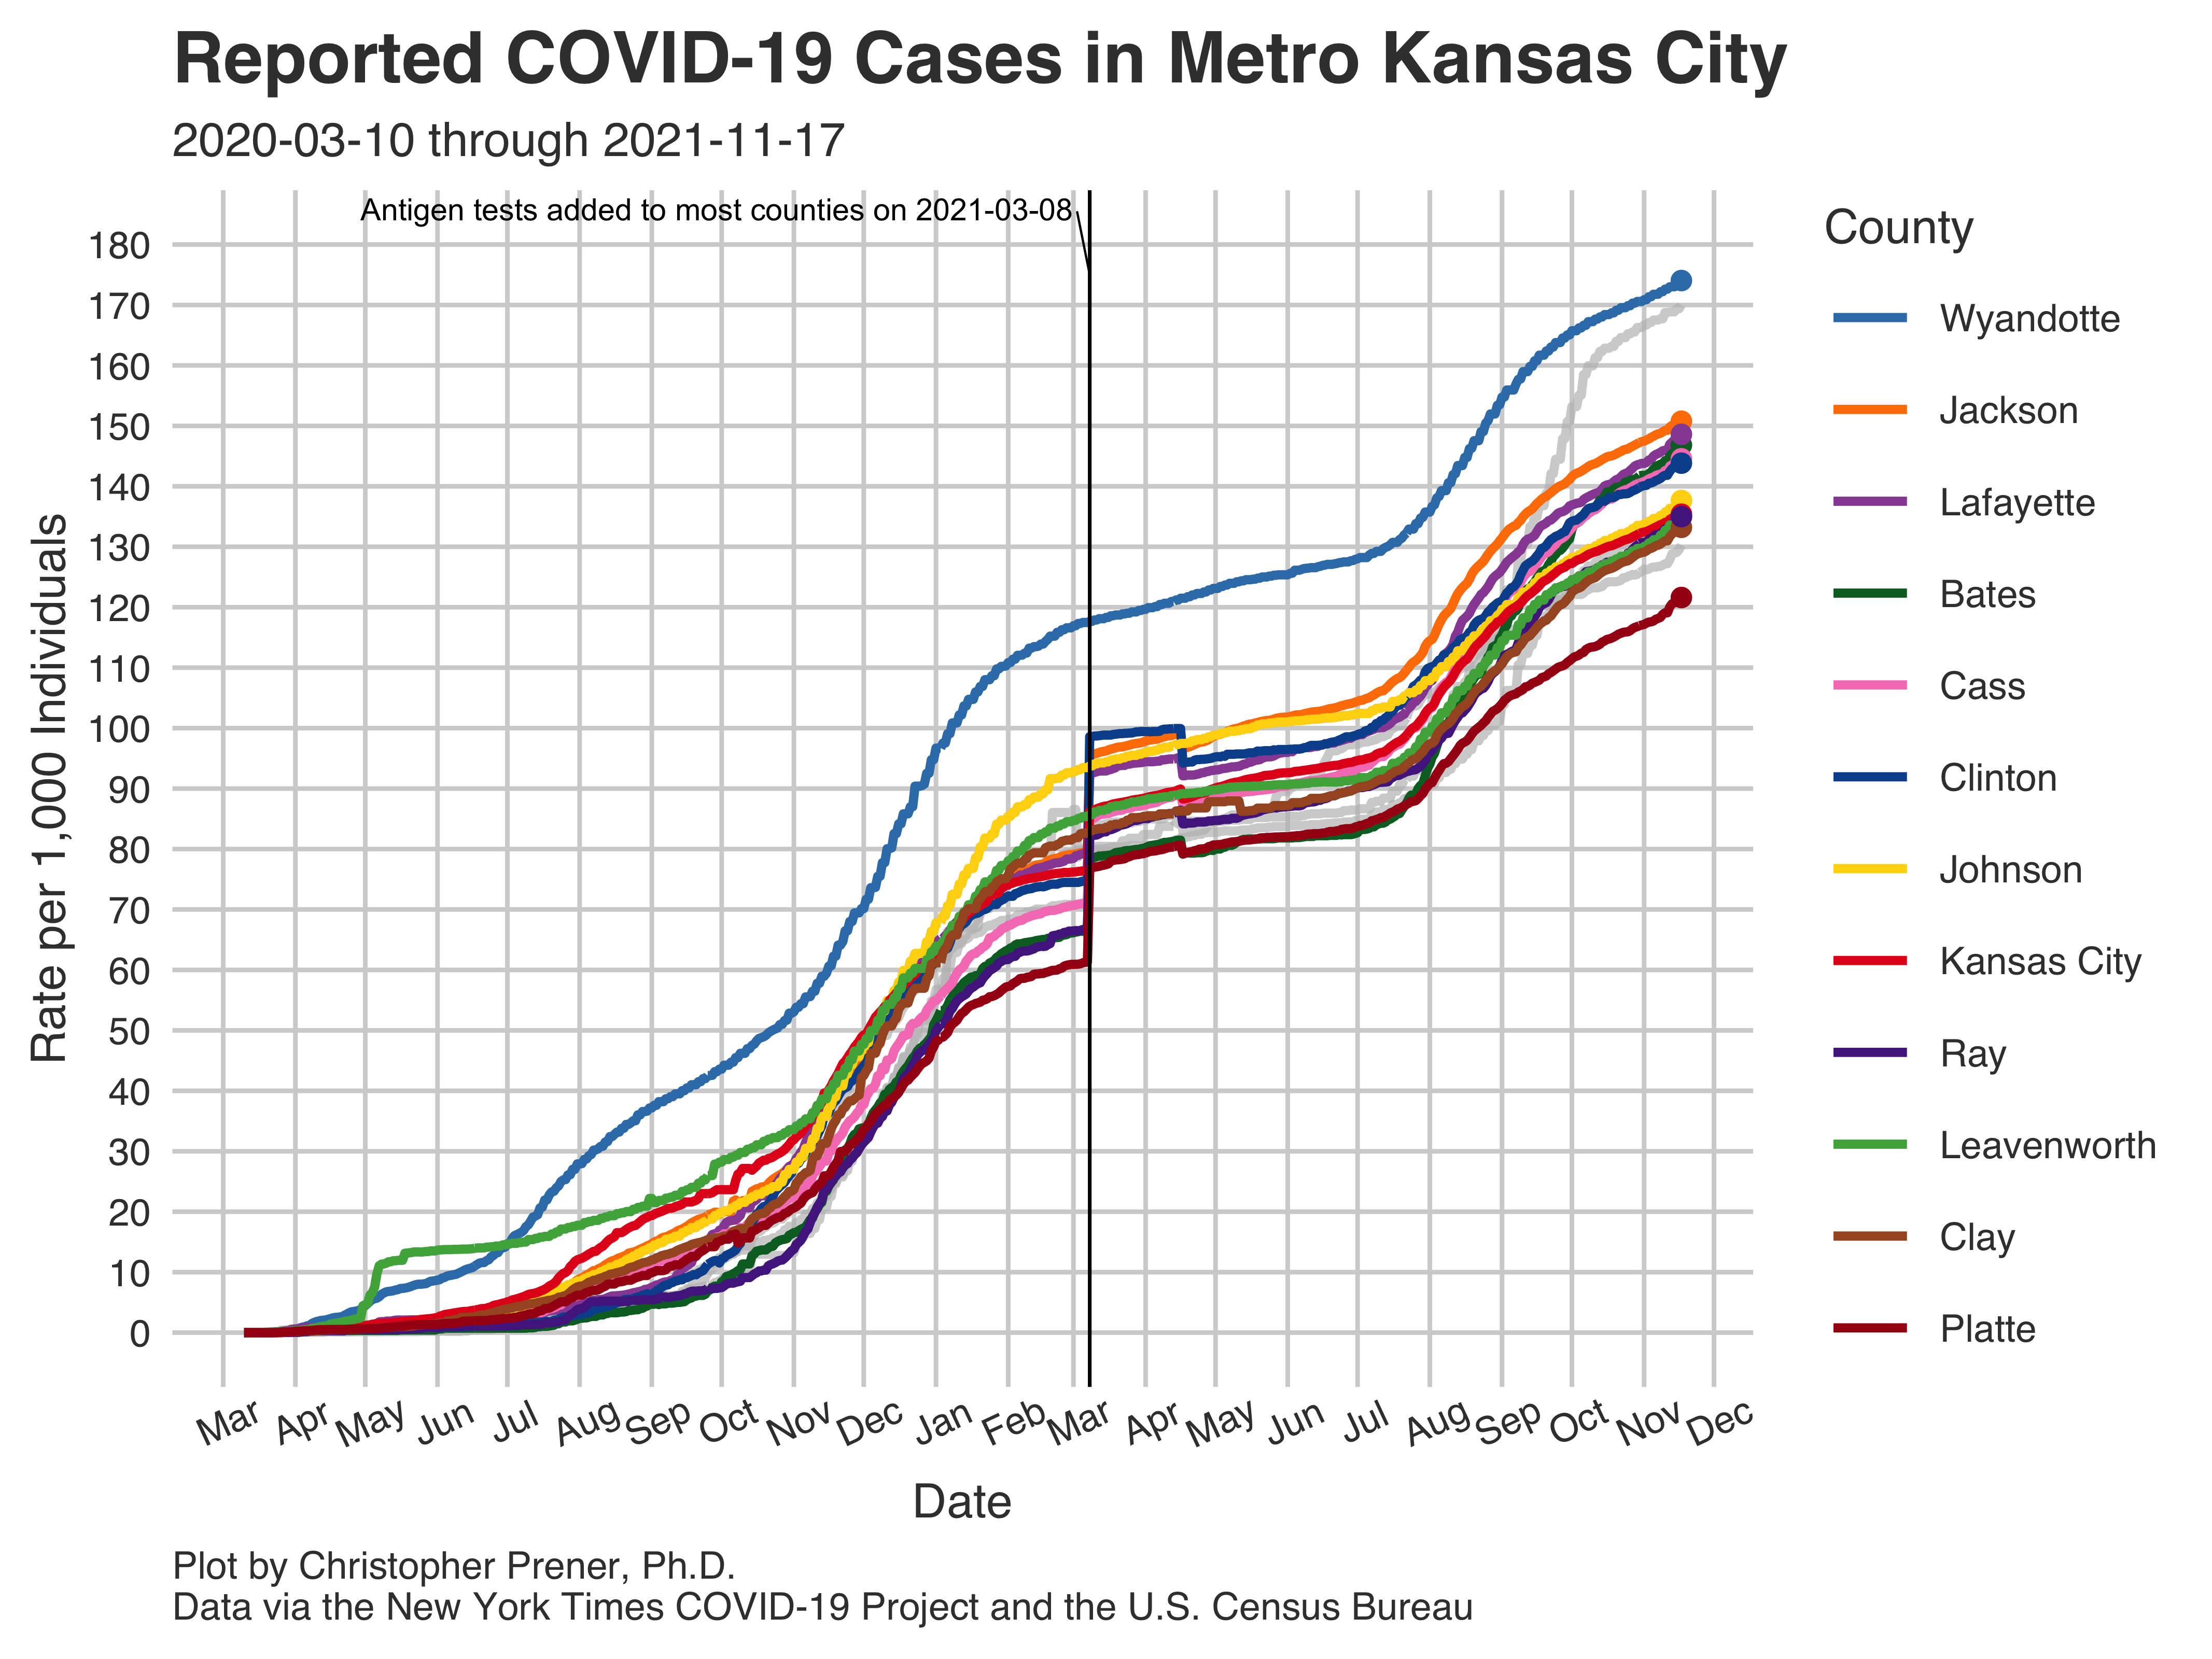 Reported COVID-19 Cases in Metro Kansas City
2020-03-10 through 2021-11-17
Antigen tests added to most counties on 2021-03-08
Rate per 1,000 Individuals
180
170
160
150
140
130
120
110
100
90
80
70
60
50
40
30
20
10
0
Mar Apr May Jun Jul Aug Sep Oct Nov Dec Jan Feb Mar Apr May Jun Jul Aug Sep Oct Nov Dec
Date
County
Wyandotte
Jackson
Lafayette
Bates
Cass
Clinton
Johnson
Kansas City
Ray
Leavenworth
Clay
Platte
Plot by Christopher Prener, Ph.D.
Data via the New York Times COVID-19 Project and the U.S. Census Bureau